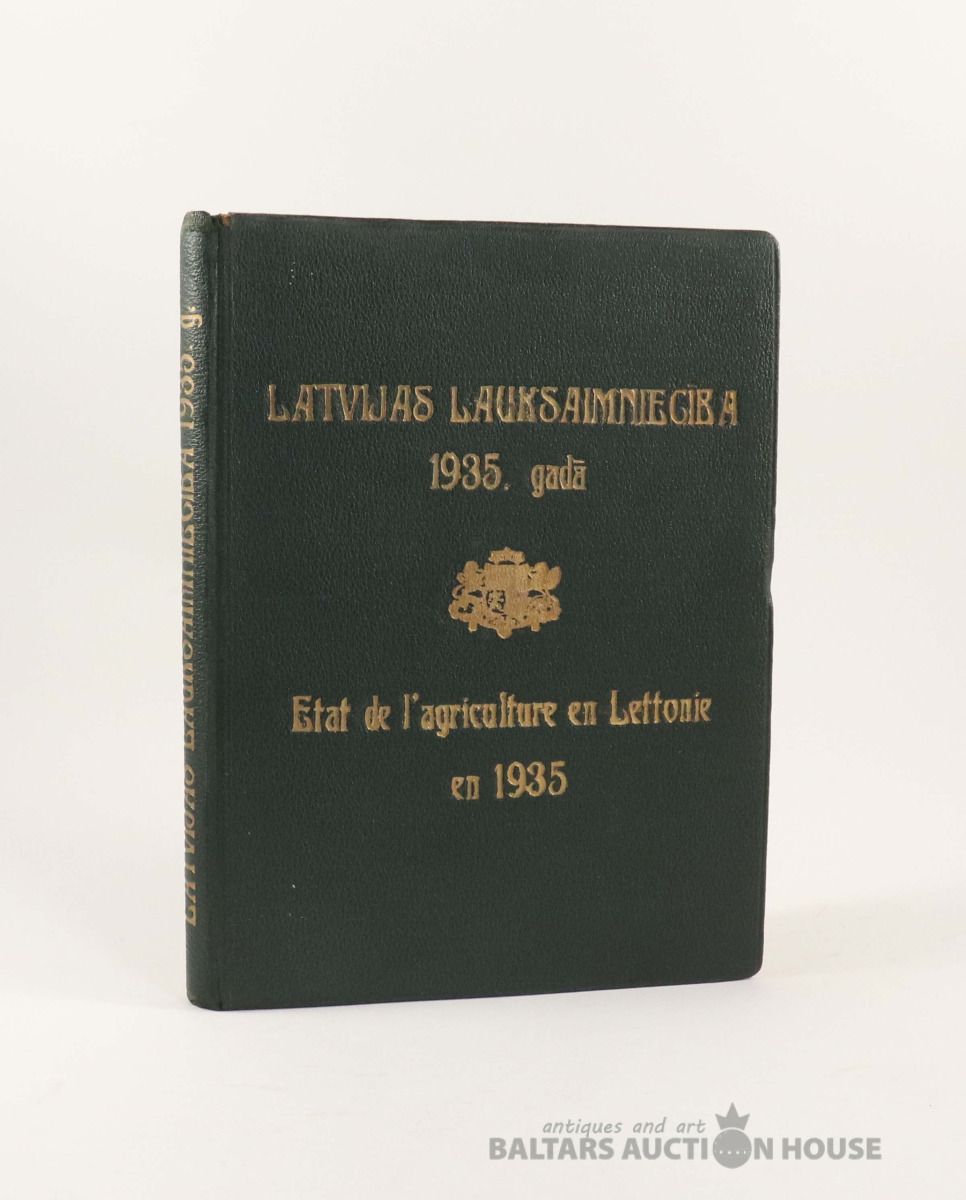 LATVIJAS LAUKSAIMNIECĪBA 1935. g.
LATVIJAS LAUKSAIMNIECĪBA
1935. gadā
Etat de l'agriculture en Lettonie
en 1935
antiques and art
BALTARS AUCTION HOUSE